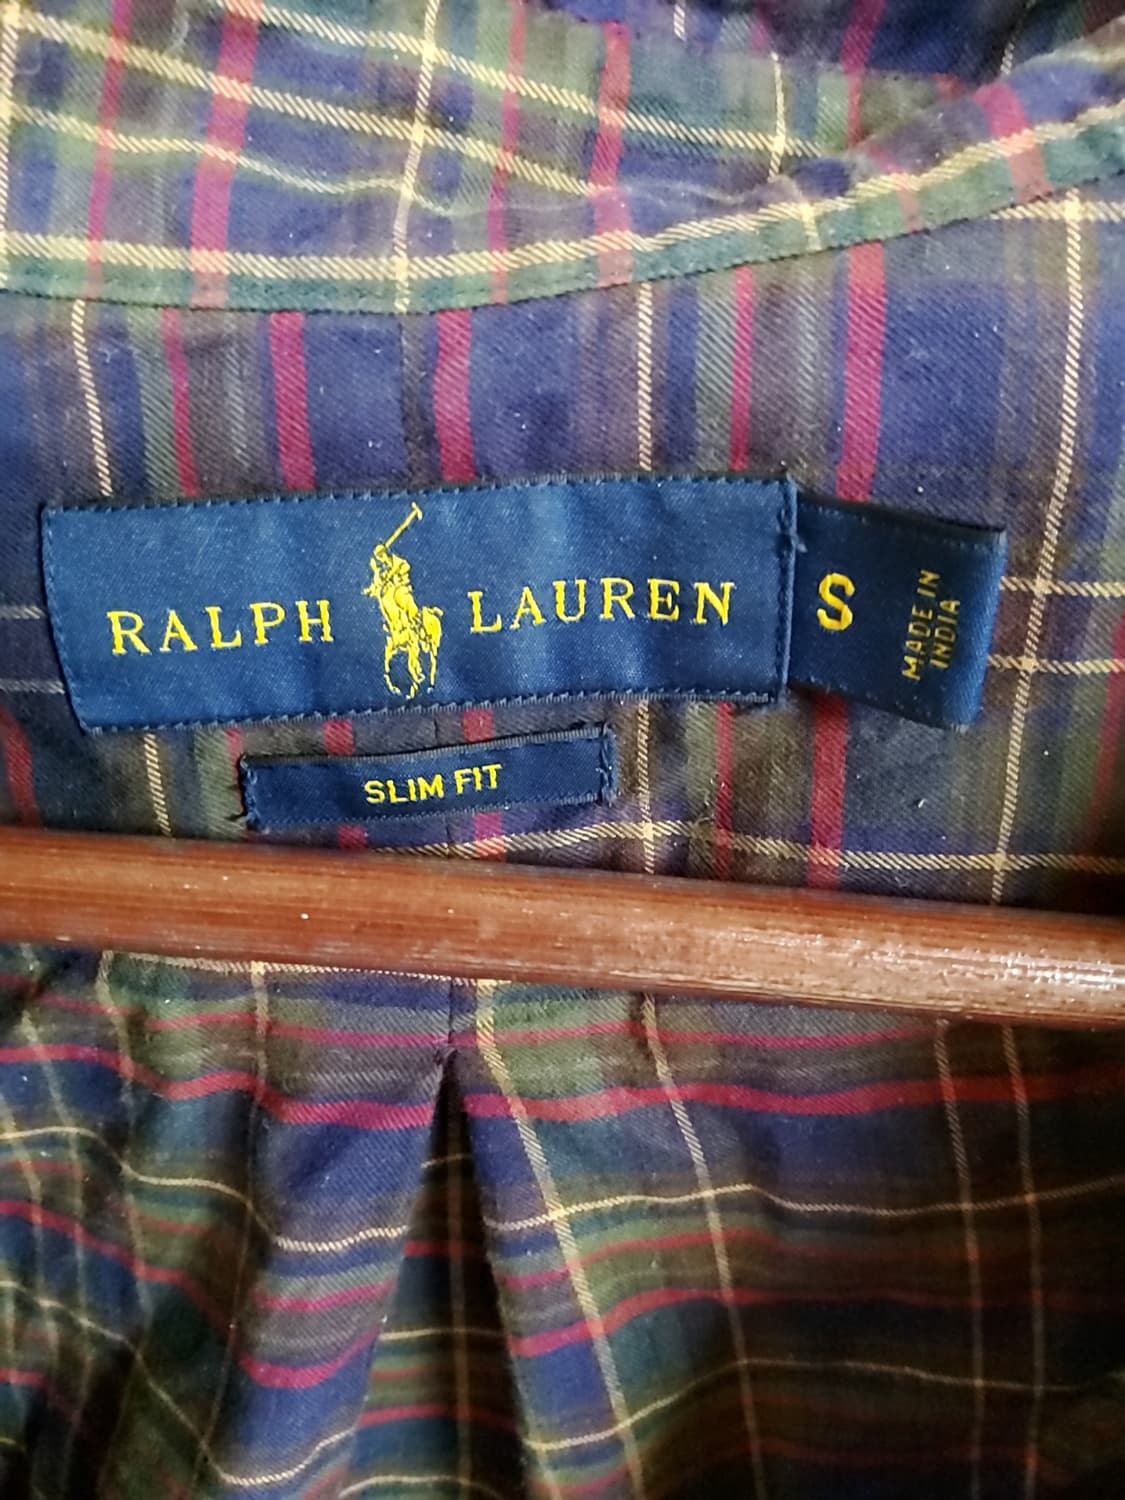 RALPH LAUREN
S
MADE IN
INDIA
SLIM FIT